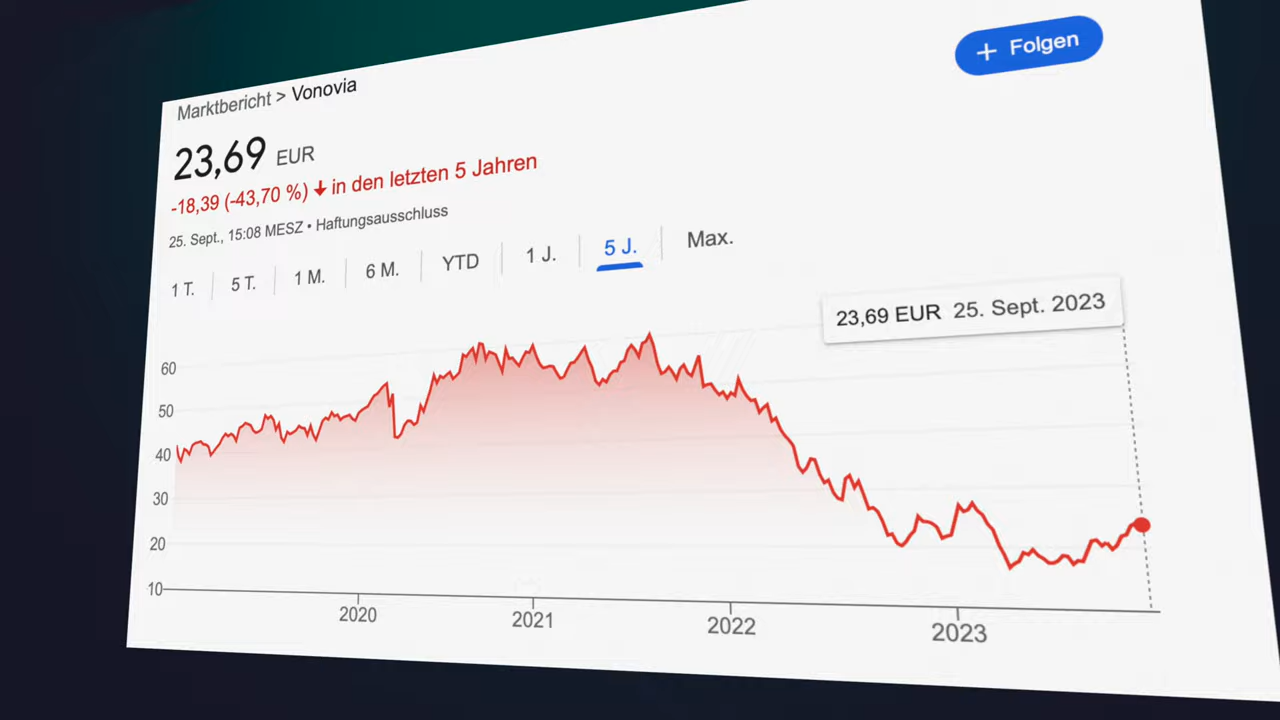 + Folgen
Marktbericht > Vonovia
23,69 EUR
-18,39 (-43,70 %) ↓ in den letzten 5 Jahren
25. Sept., 15:08 MESZ • Haftungsausschluss
1 T. 5 T. 1 M. 6 M. YTD 1 J. 5 J. Max.
23,69 EUR 25. Sept. 2023
60
50
40
30
20
10
2020 2021 2022 2023